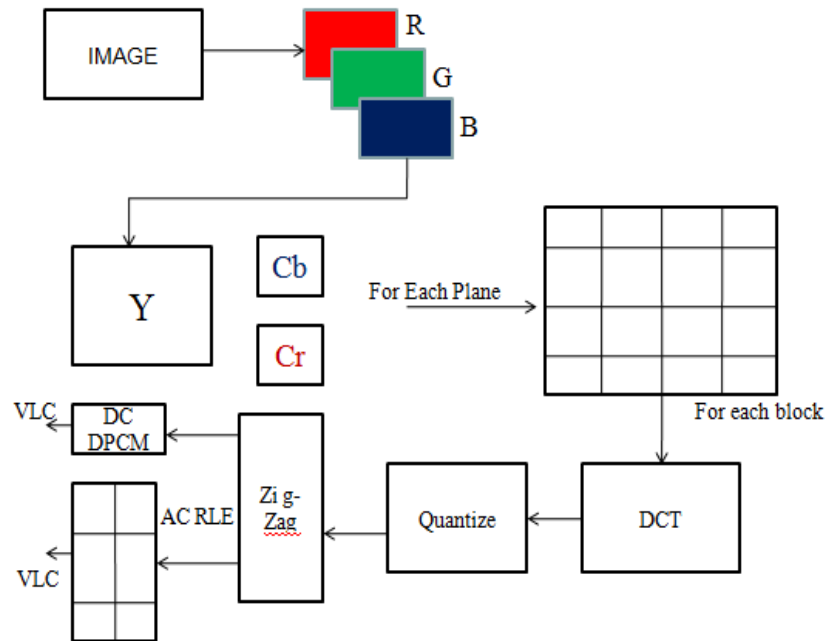 IMAGE
R
G
B
Y
Cb
Cr
For Each Plane
For each block
VLC
DC
DPCM
AC RLE
Zi g-
Zag
Quantize
DCT
VLC